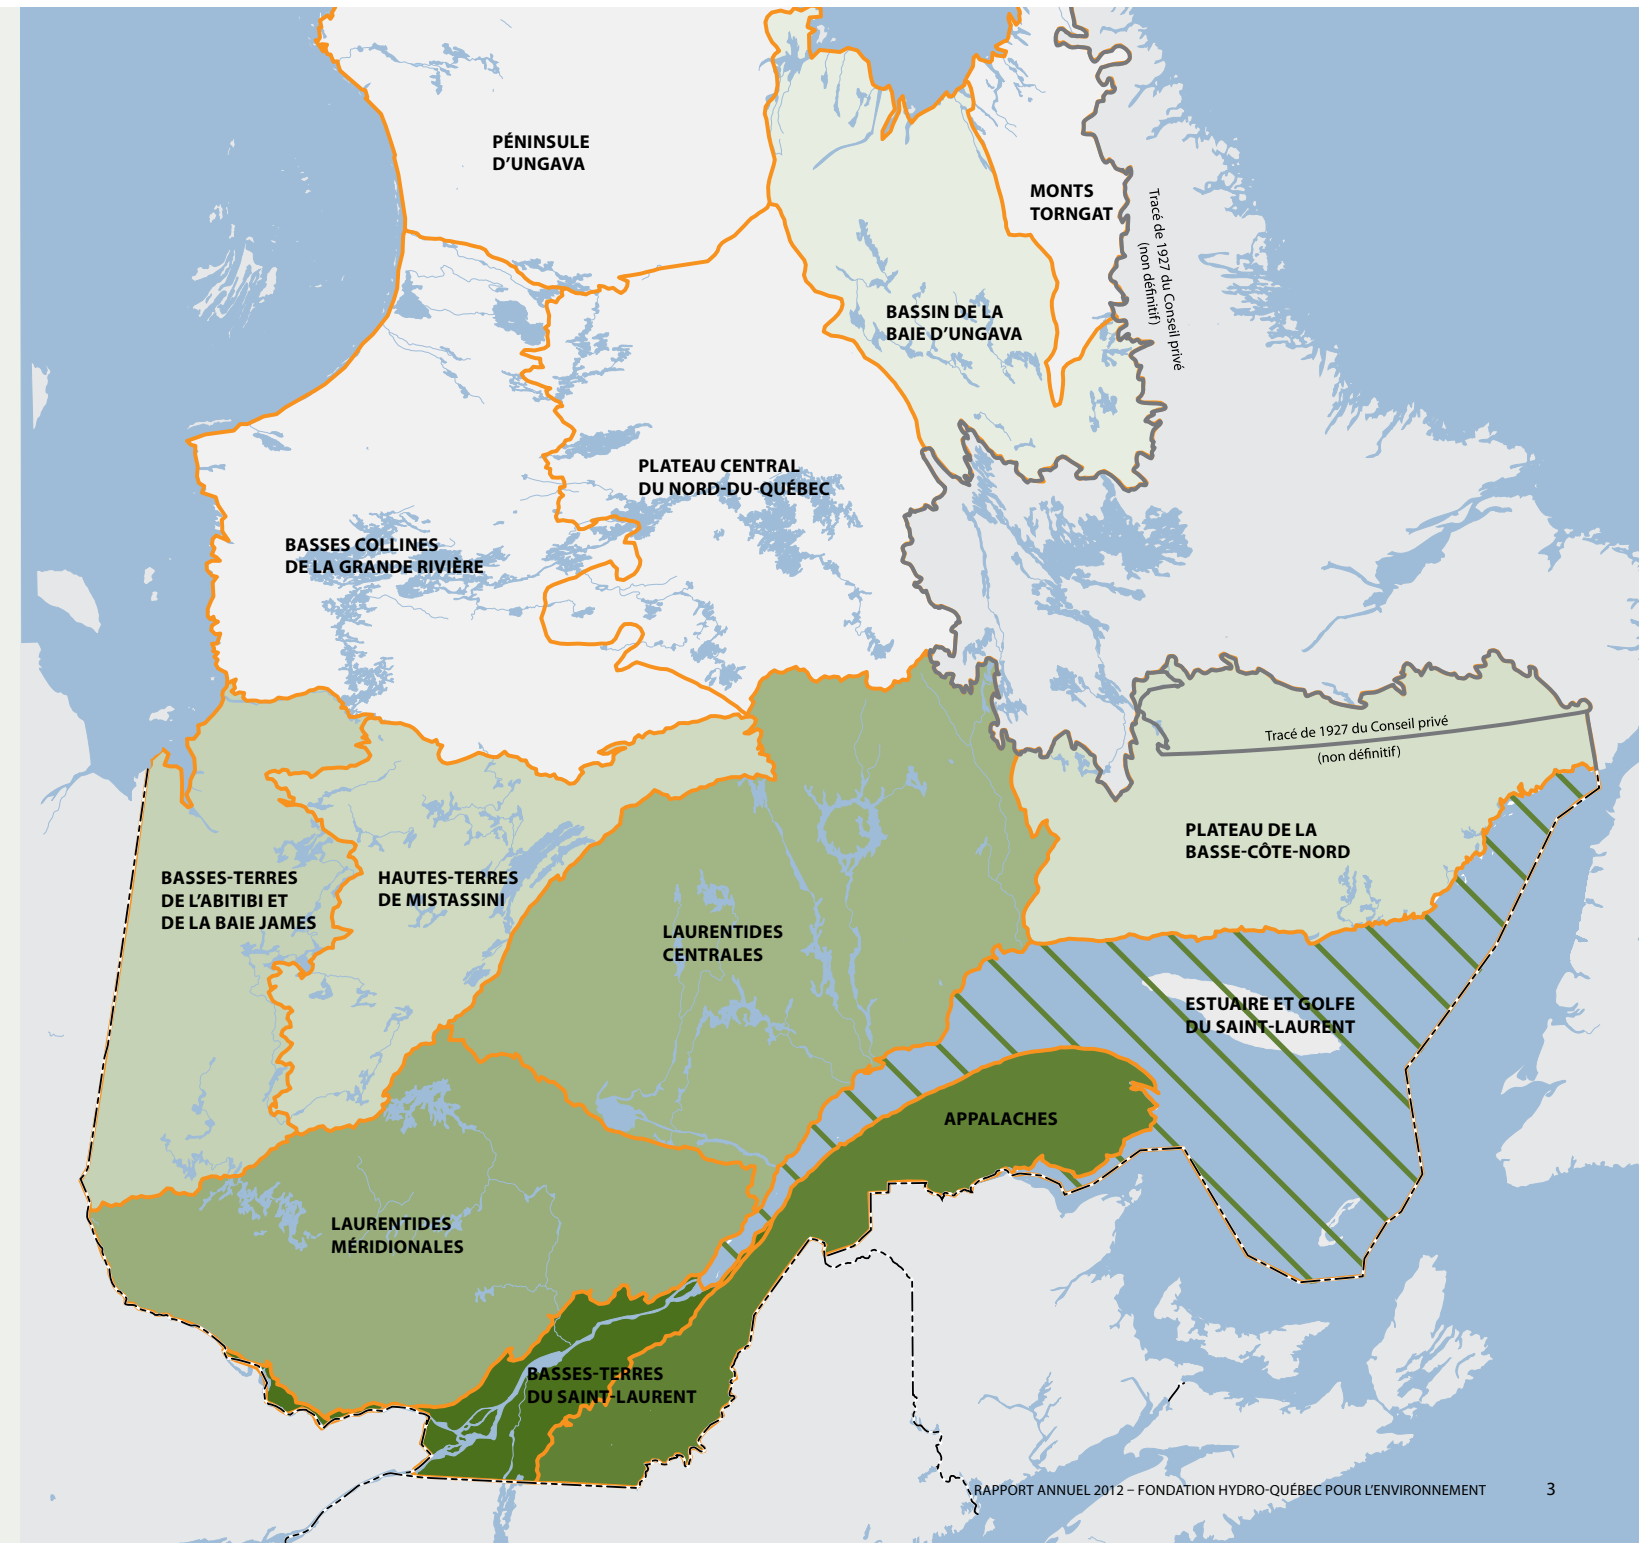 PÉNINSULE
D'UNGAVA
MONTS
TORNGAT
Tracé de 1927 du Conseil privé
(non définitif)
BASSIN DE LA
BAIE D'UNGAVA
PLATEAU CENTRAL
DU NORD-DU-QUÉBEC
BASSES COLLINES
DE LA GRANDE RIVIÈRE
Tracé de 1927 du Conseil privé
(non définitif)
PLATEAU DE LA
BASSE-CÔTE-NORD
BASSES-TERRES
DE L'ABITIBI ET
DE LA BAIE JAMES
HAUTES-TERRES
DE MISTASSINI
LAURENTIDES
CENTRALES
ESTUAIRE ET GOLFE
DU SAINT-LAURENT
APPALACHES
LAURENTIDES
MÉRIDIONALES
BASSES-TERRES
DU SAINT-LAURENT
RAPPORT ANNUEL 2012 – FONDATION HYDRO-QUÉBEC POUR L'ENVIRONNEMENT 3